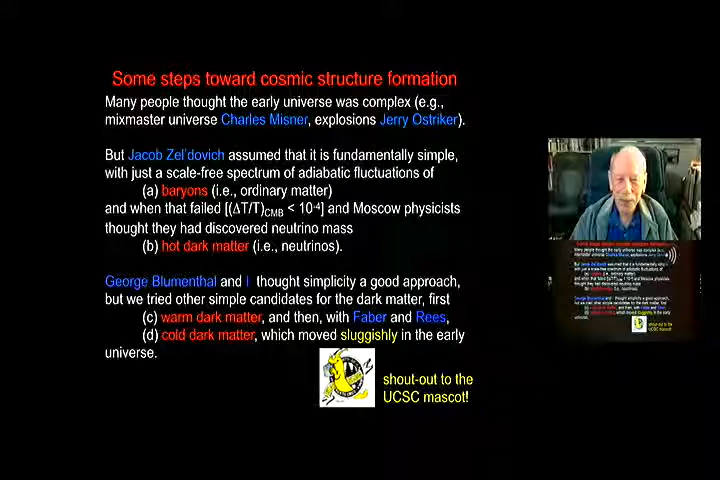 Some steps toward cosmic structure formation
Many people thought the early universe was complex (e.g.,
mixmaster universe Charles Misner, explosions Jerry Ostriker).
But Jacob Zel'dovich assumed that it is fundamentally simple,
with just a scale-free spectrum of adiabatic fluctuations of
(a) baryons (i.e., ordinary matter)
and when that failed [(ΔT/T)CMB < 10-4] and Moscow physicists
thought they had discovered neutrino mass
(b) hot dark matter (i.e., neutrinos).
George Blumenthal and I thought simplicity a good approach,
but we tried other simple candidates for the dark matter, first
(c) warm dark matter, and then, with Faber and Rees,
(d) cold dark matter, which moved sluggishly in the early
universe.
shout-out to the
UCSC mascot!